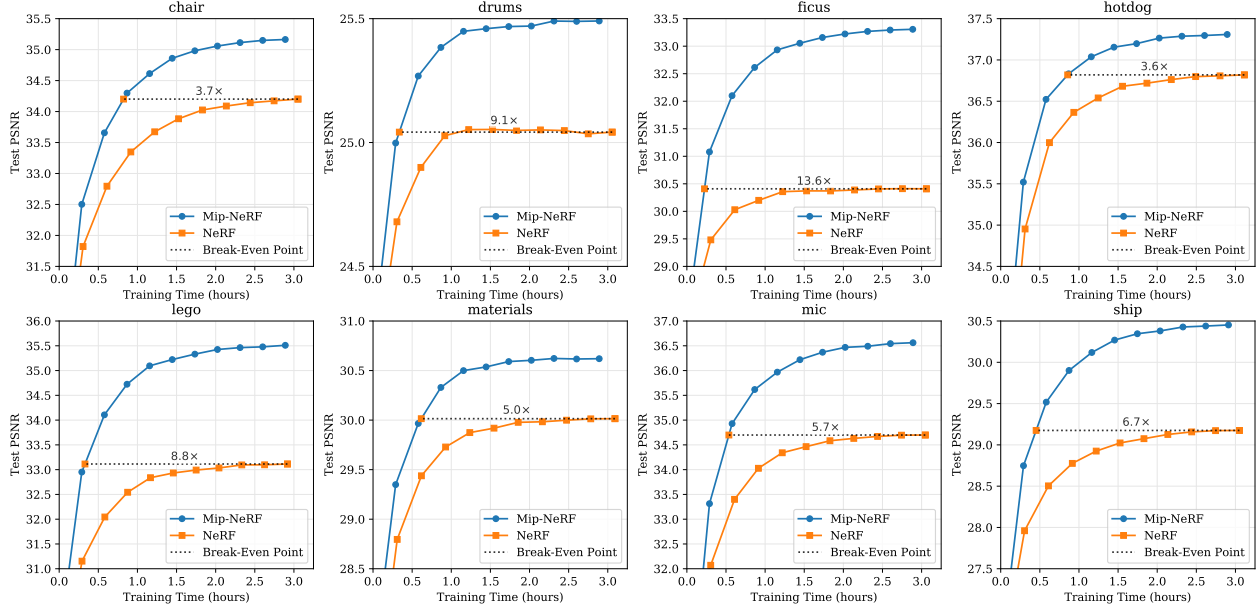 chair
35.5
35.0
34.5
34.0
33.5
33.0
32.5
32.0
31.5
Test PSNR
3.7×
Mip-NeRF
NeRF
Break-Even Point
0.0 0.5 1.0 1.5 2.0 2.5 3.0
Training Time (hours)
drums
25.5
25.0
24.5
Test PSNR
9.1×
Mip-NeRF
NeRF
Break-Even Point
0.0 0.5 1.0 1.5 2.0 2.5 3.0
Training Time (hours)
ficus
33.5
33.0
32.5
32.0
31.5
31.0
30.5
30.0
29.5
29.0
Test PSNR
13.6×
Mip-NeRF
NeRF
Break-Even Point
0.0 0.5 1.0 1.5 2.0 2.5 3.0
Training Time (hours)
hotdog
37.5
37.0
36.5
36.0
35.5
35.0
34.5
Test PSNR
3.6×
Mip-NeRF
NeRF
Break-Even Point
0.0 0.5 1.0 1.5 2.0 2.5 3.0
Training Time (hours)
lego
36.0
35.5
35.0
34.5
34.0
33.5
33.0
32.5
32.0
31.5
31.0
Test PSNR
8.8×
Mip-NeRF
NeRF
Break-Even Point
0.0 0.5 1.0 1.5 2.0 2.5 3.0
Training Time (hours)
materials
31.0
30.5
30.0
29.5
29.0
28.5
Test PSNR
5.0×
Mip-NeRF
NeRF
Break-Even Point
0.0 0.5 1.0 1.5 2.0 2.5 3.0
Training Time (hours)
mic
37.0
36.5
36.0
35.5
35.0
34.5
34.0
33.5
33.0
32.5
32.0
Test PSNR
5.7×
Mip-NeRF
NeRF
Break-Even Point
0.0 0.5 1.0 1.5 2.0 2.5 3.0
Training Time (hours)
ship
30.5
30.0
29.5
29.0
28.5
28.0
27.5
Test PSNR
6.7×
Mip-NeRF
NeRF
Break-Even Point
0.0 0.5 1.0 1.5 2.0 2.5 3.0
Training Time (hours)